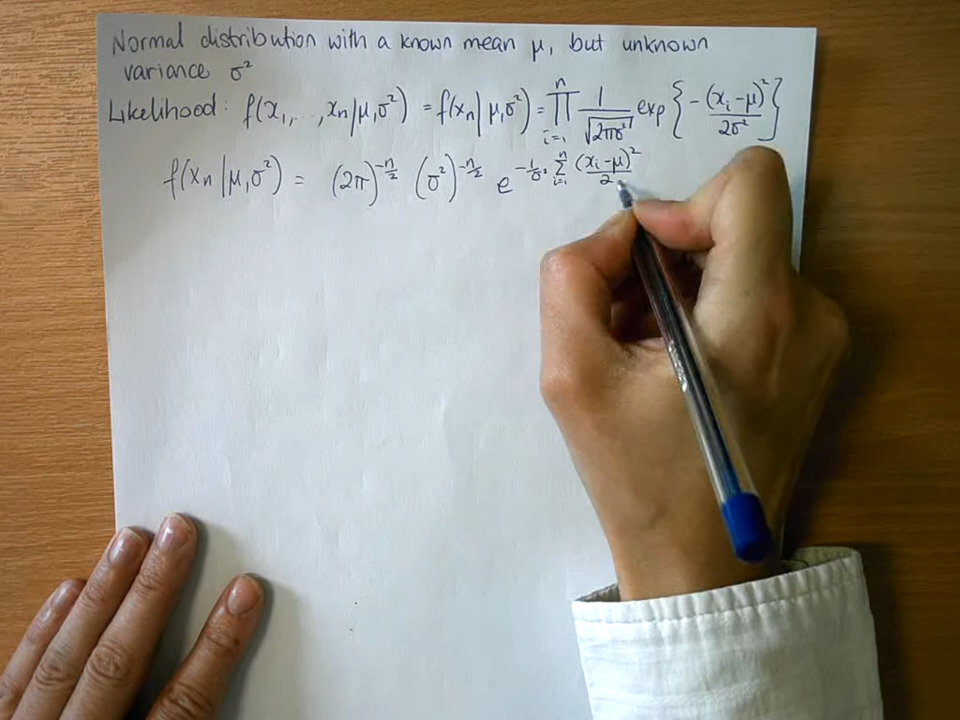 Normal distribution with a known mean μ, but unknown
variance σ²
Likelihood: f(x₁,...,xₙ|μ,σ²) = f(xₙ|μ,σ²) = ∏ᵢ₌₁ⁿ 1/√(2πσ²) exp{-(xᵢ-μ)²/2σ²}
f(xₙ|μ,σ²) = (2π)^(-n/2) (σ²)^(-n/2) e^(-1/σ² ∑ᵢ₌₁ⁿ (xᵢ-μ)²/2)